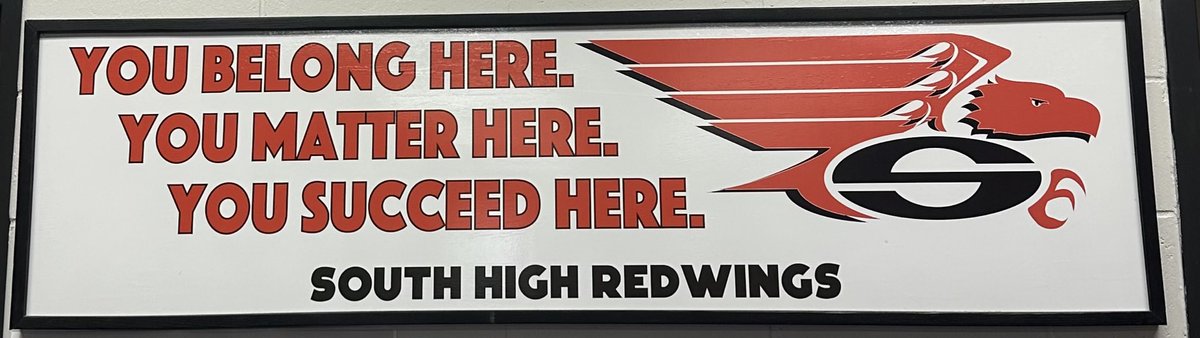 YOU BELONG HERE.
YOU MATTER HERE.
YOU SUCCEED HERE.
S
SOUTH HIGH REDWINGS